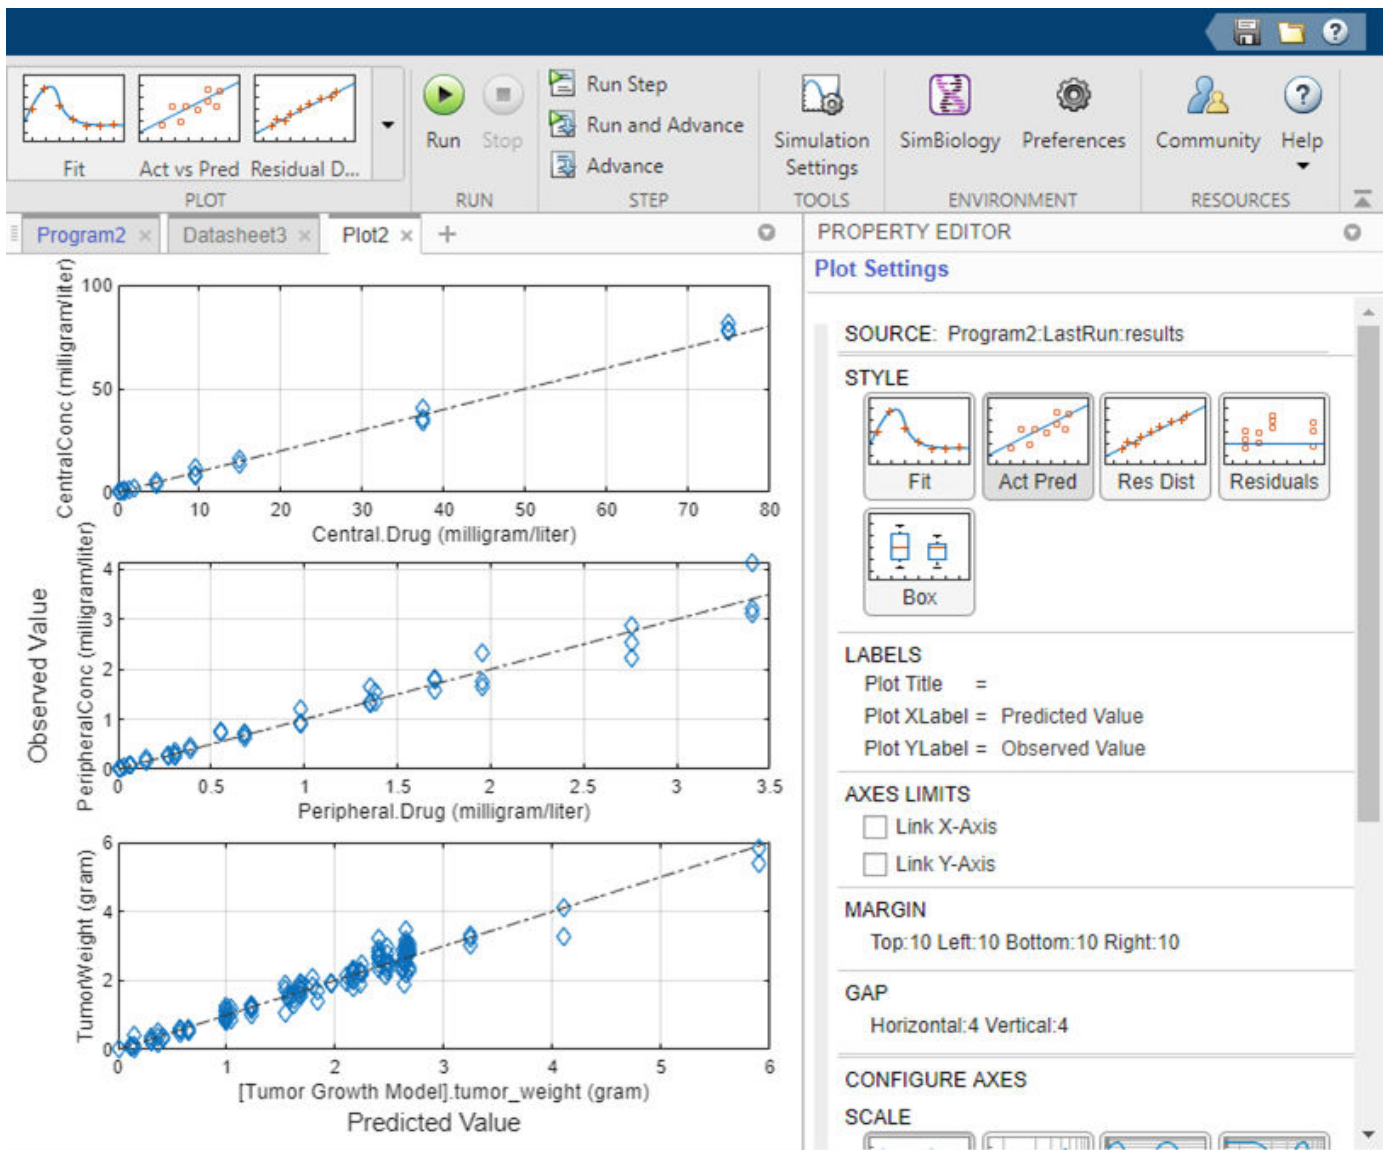 Fit
Act vs Pred
Residual D...
Run
Stop
Run Step
Run and Advance
Advance
Simulation
Settings
SimBiology
Preferences
Community
Help
PLOT
RUN
STEP
TOOLS
ENVIRONMENT
RESOURCES
Program2 ×
Datasheet3 ×
Plot2 ×
+
PROPERTY EDITOR
Plot Settings
CentralConc (milligram/liter)
100
50
0
0 10 20 30 40 50 60 70 80
Central.Drug (milligram/liter)
Observed Value
PeripheralConc (milligram/liter)
4
3
2
1
0
0 0.5 1 1.5 2 2.5 3 3.5
Peripheral.Drug (milligram/liter)
TumorWeight (gram)
6
4
2
0
0 1 2 3 4 5 6
[Tumor Growth Model].tumor_weight (gram)
Predicted Value
SOURCE: Program2:LastRun:results
STYLE
Fit
Act Pred
Res Dist
Residuals
Box
LABELS
Plot Title =
Plot XLabel = Predicted Value
Plot YLabel = Observed Value
AXES LIMITS
Link X-Axis
Link Y-Axis
MARGIN
Top:10 Left:10 Bottom:10 Right:10
GAP
Horizontal:4 Vertical:4
CONFIGURE AXES
SCALE